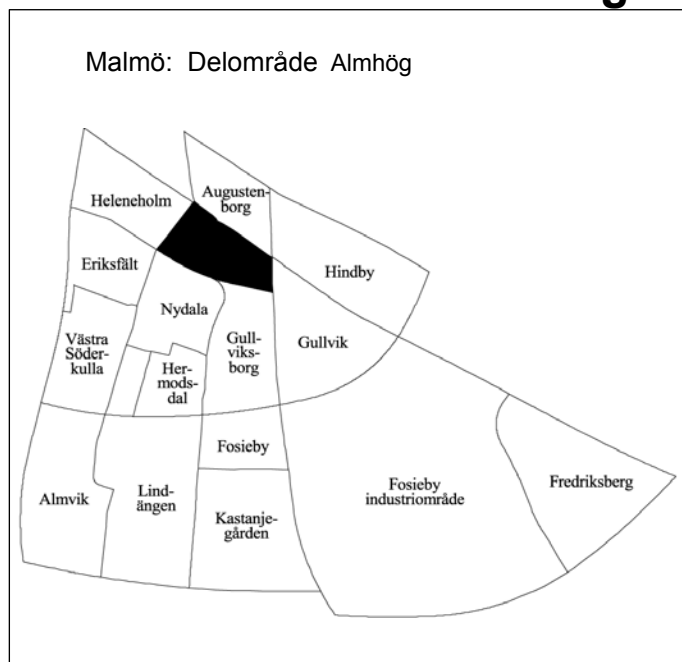 g
Malmö: Delområde Almhög
Augusten-
borg
Heleneholm
Eriksfält
Hindby
Nydala
Gull-
viks-
borg
Gullvik
Västra
Söder-
kulla
Her-
mods-
dal
Fosieby
Fosieby
industriområde
Fredriksberg
Almvik
Lind-
ängen
Kastanje-
gården